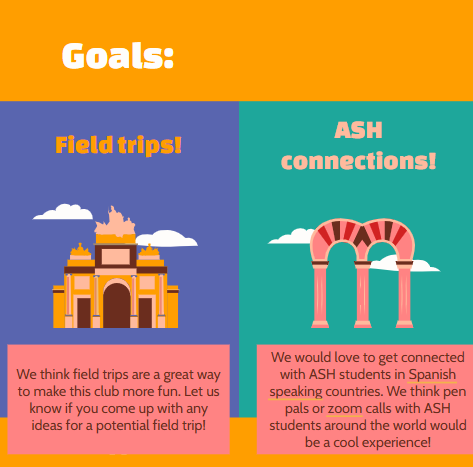 Goals:
Field trips!
We think field trips are a great way
to make this club more fun. Let us
know if you come up with any
ideas for a potential field trip!
ASH
connections!
We would love to get connected
with ASH students in Spanish
speaking countries. We think pen
pals or zoom calls with ASH
students around the world would
be a cool experience!